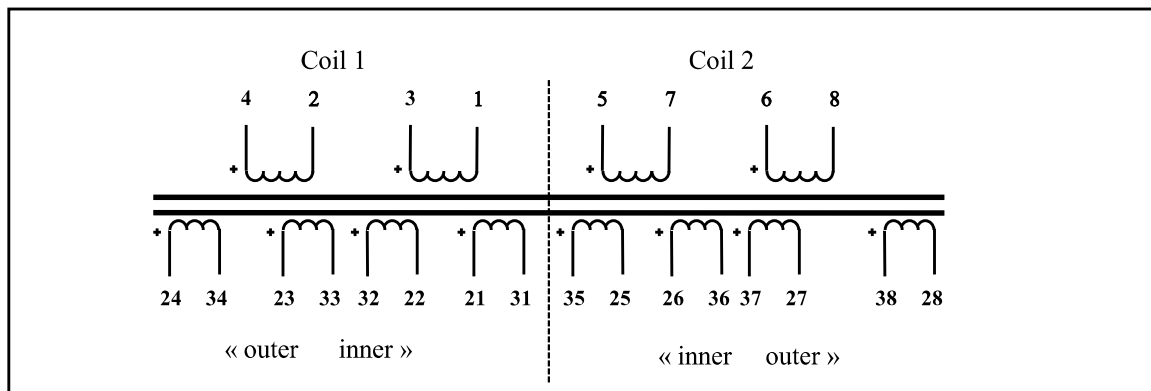 Coil 1 Coil 2
4 2 3 1 5 7 6 8
+ + + +
+ + + + + + + +
24 34 23 33 32 22 21 31 35 25 26 36 37 27 38 28
« outer inner » « inner outer »